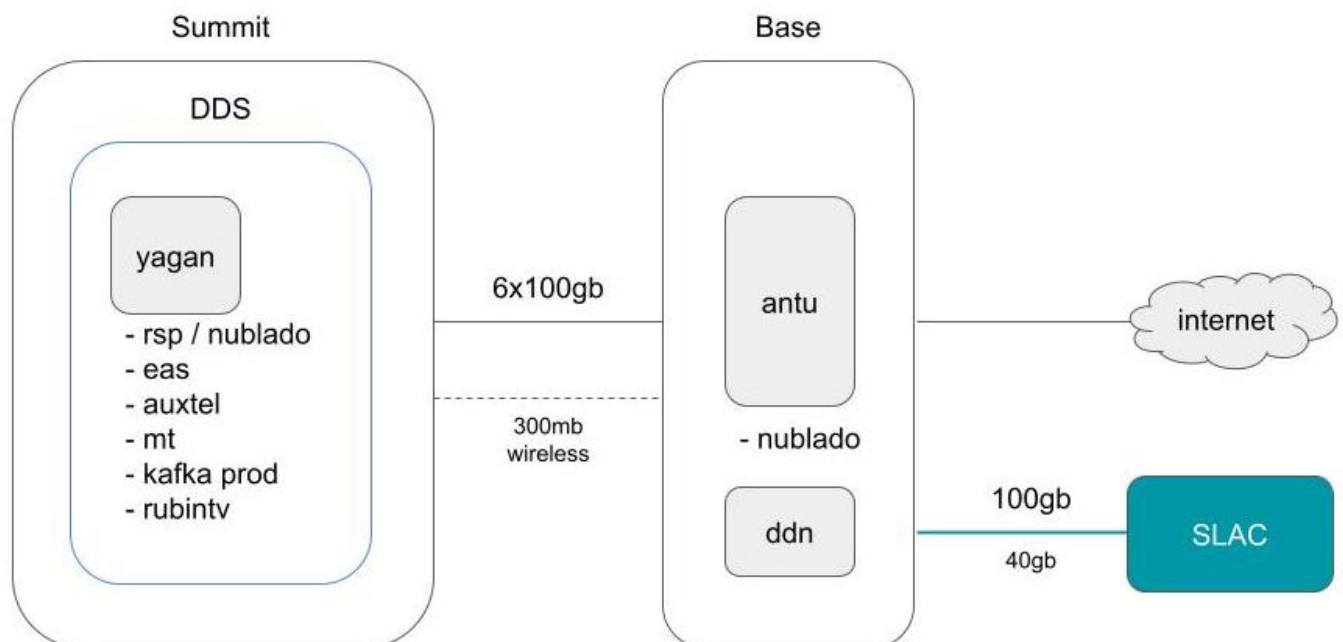 Summit
Base
DDS
yagan
- rsp / nublado
- eas
- auxtel
- mt
- kafka prod
- rubintv
6x100gb
300mb
wireless
antu
- nublado
ddn
internet
100gb
40gb
SLAC